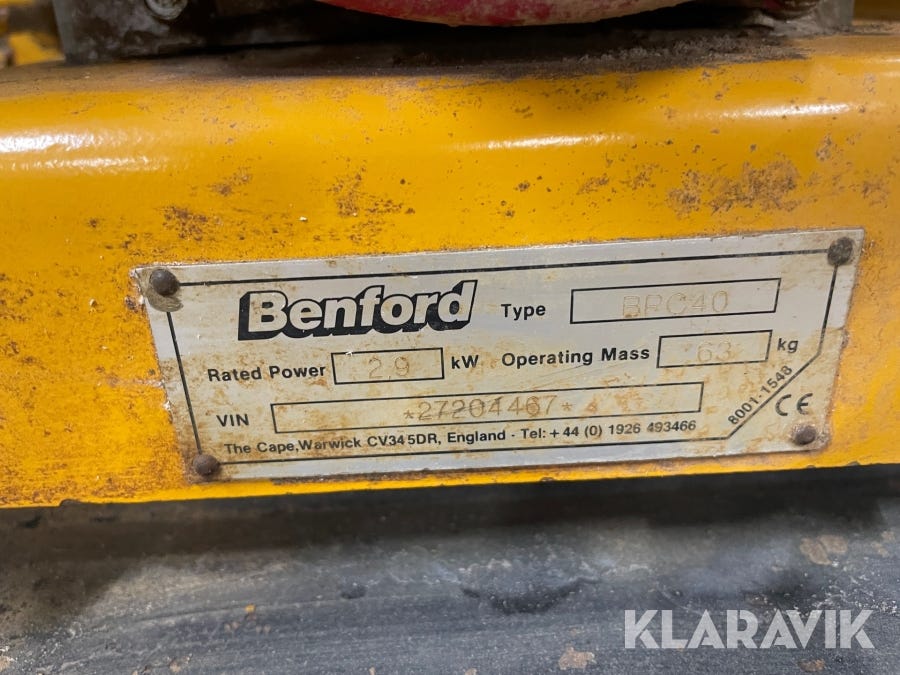 Benford Type BPC40
Rated Power 2.9 kW Operating Mass 63 kg
VIN *27204467*
The Cape, Warwick CV34 5DR, England - Tel: +44 (0) 1926 493466
8001-1548
CE
KLARAVIK